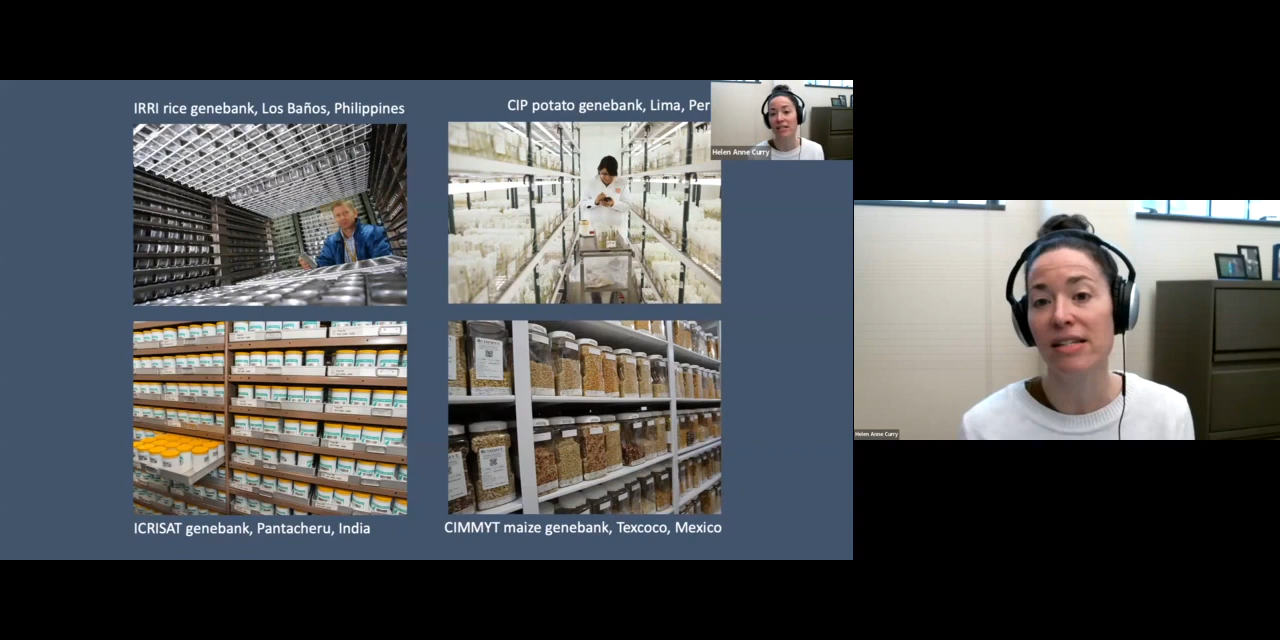 IRRI rice genebank, Los Baños, Philippines
CIP potato genebank, Lima, Per
Helen Anne Curry
Helen Anne Curry
ICRISAT genebank, Pantacheru, India
CIMMYT maize genebank, Texcoco, Mexico